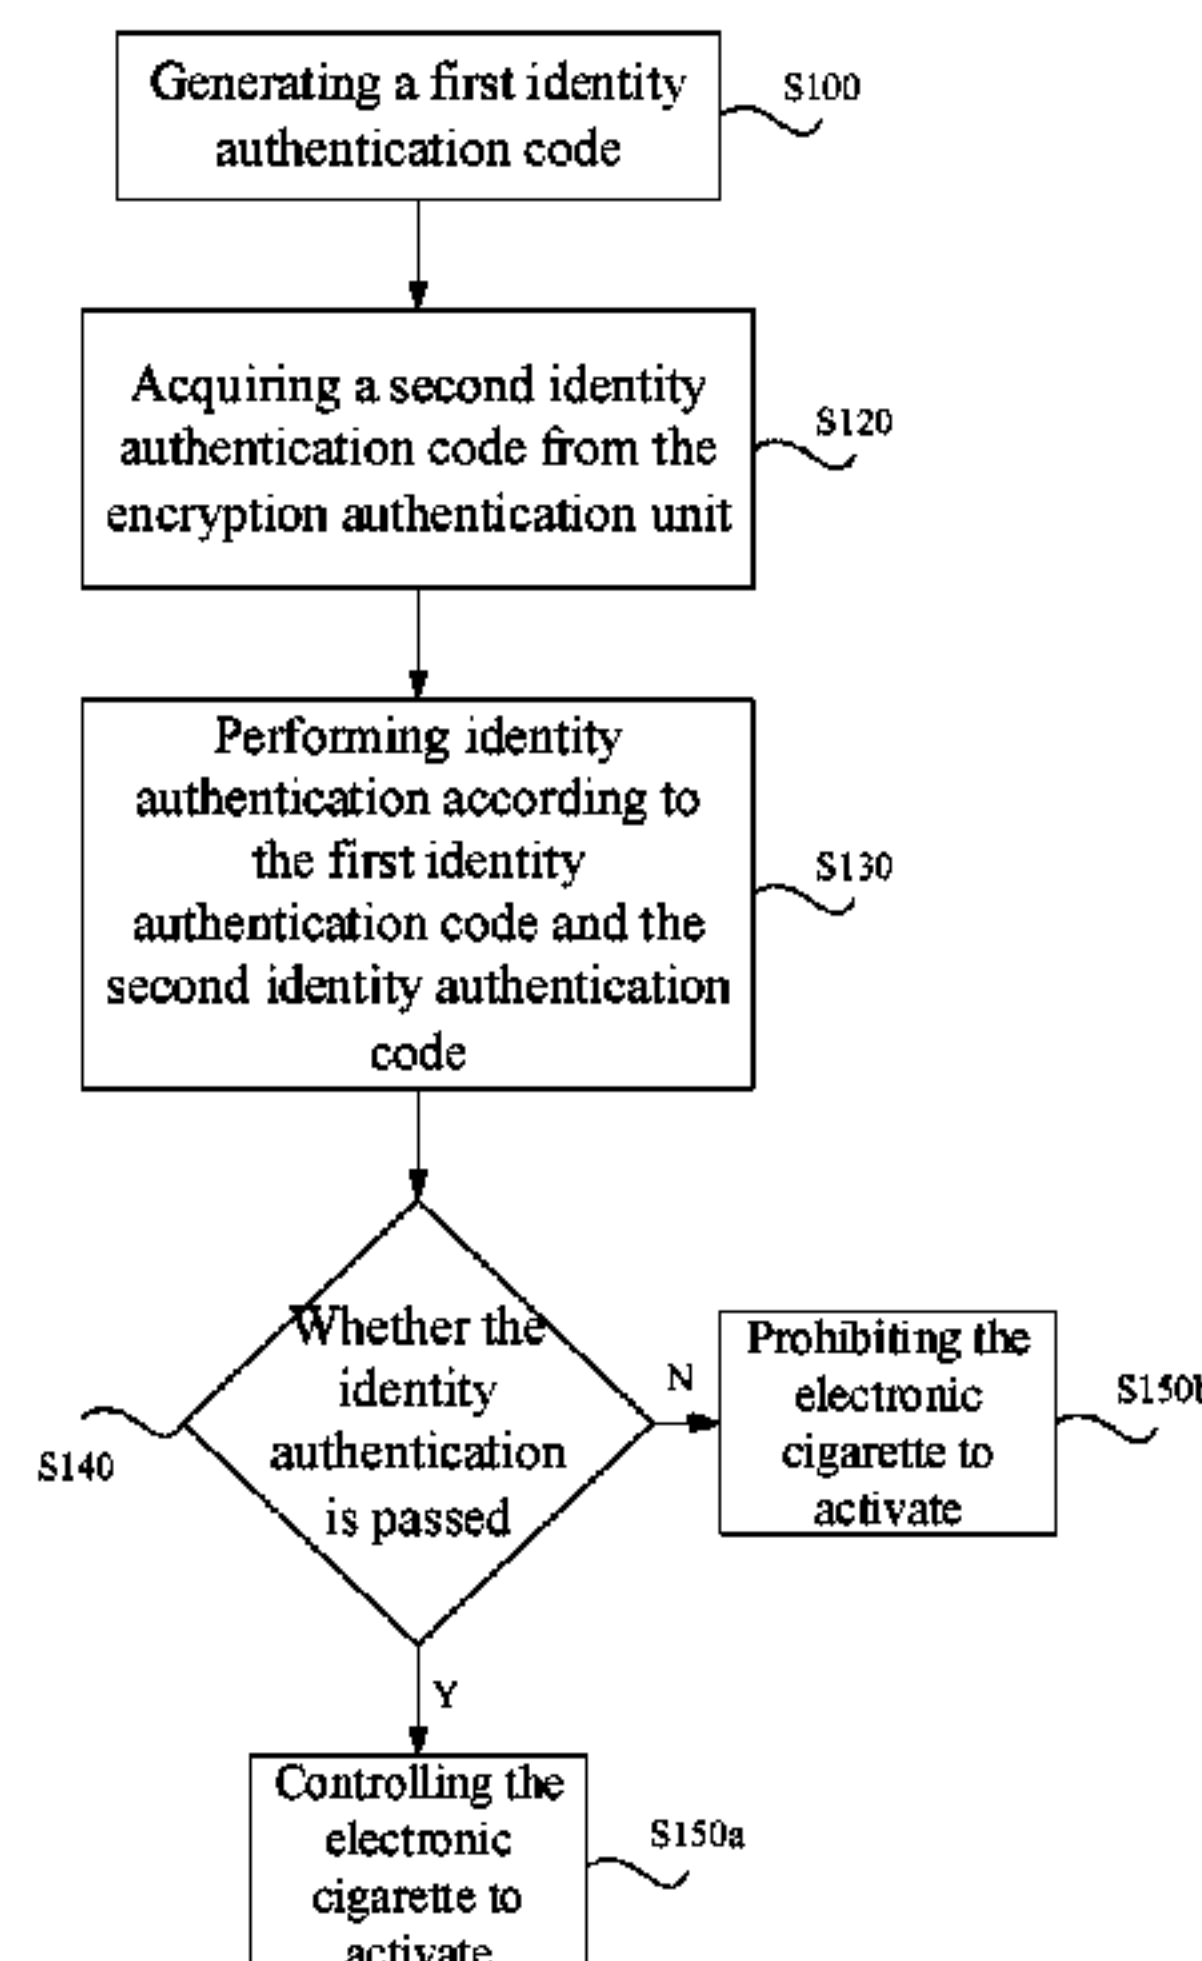 Generating a first identity
authentication code
S100
Acquiring a second identity
authentication code from the
encryption authentication unit
S120
Performing identity
authentication according to
the first identity
authentication code and the
second identity authentication
code
S130
Whether the
identity
authentication
is passed
S140
N
Prohibiting the
electronic
cigarette to
activate
S150b
Y
Controlling the
electronic
cigarette to
activate
S150a